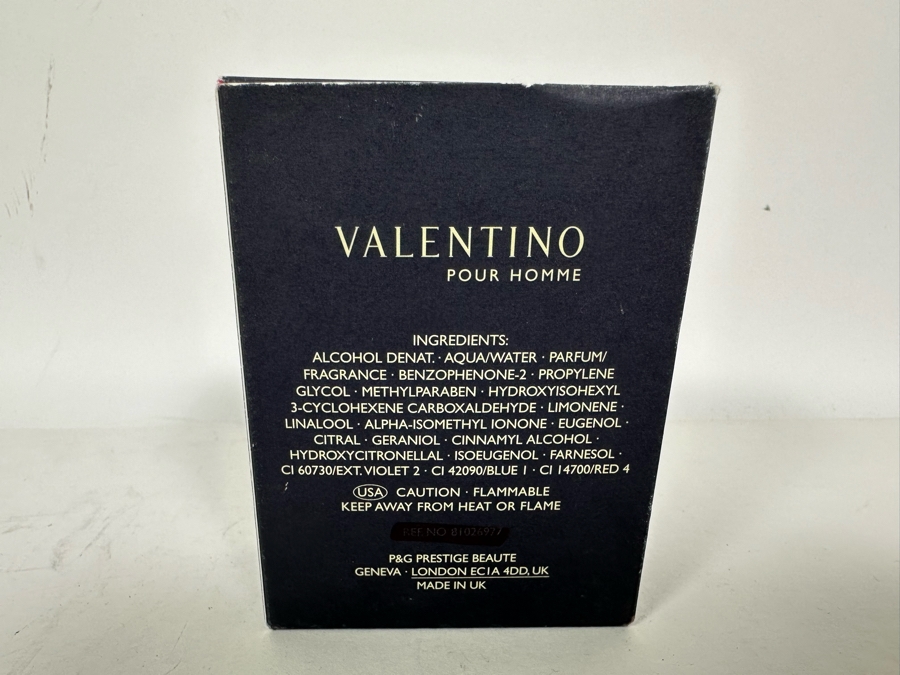 VALENTINO
POUR HOMME
INGREDIENTS:
ALCOHOL DENAT. · AQUA/WATER · PARFUM/
FRAGRANCE · BENZOPHENONE-2 · PROPYLENE
GLYCOL · METHYLPARABEN · HYDROXYISOHEXYL
3-CYCLOHEXENE CARBOXALDEHYDE · LIMONENE ·
LINALOOL · ALPHA-ISOMETHYL IONONE · EUGENOL ·
CITRAL · GERANIOL · CINNAMYL ALCOHOL ·
HYDROXYCITRONELLAL · ISOEUGENOL · FARNESOL ·
CI 60730/EXT. VIOLET 2 · CI 42090/BLUE 1 · CI 14700/RED 4
USA CAUTION · FLAMMABLE
KEEP AWAY FROM HEAT OR FLAME
REF NO
P&G PRESTIGE BEAUTE
GENEVA · LONDON EC1A 4DD, UK
MADE IN UK